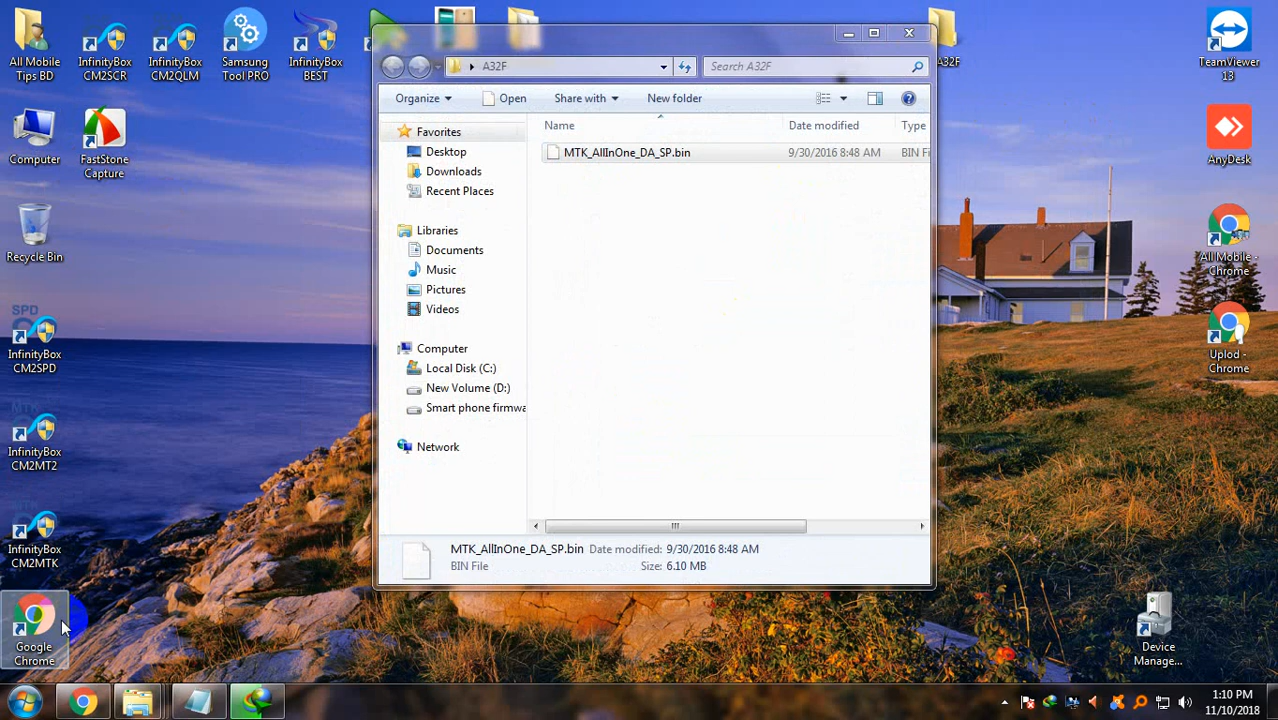 All Mobile
Tips BD
InfinityBox
CM2SCR
InfinityBox
CM2QLM
Samsung
Tool PRO
InfinityBox
BEST
Computer
FastStone
Capture
Recycle Bin
SPD
InfinityBox
CM2SPD
InfinityBox
CM2MT2
InfinityBox
CM2MTK
Google
Chrome
A32F
Search A32F
Organize
Open
Share with
New folder
Name
Date modified
Type
Favorites
Desktop
Downloads
Recent Places
Libraries
Documents
Music
Pictures
Videos
Computer
Local Disk (C:)
New Volume (D:)
Smart phone firmwa
Network
MTK_AllInOne_DA_SP.bin
9/30/2016 8:48 AM
BIN Fi
MTK_AllInOne_DA_SP.bin Date modified: 9/30/2016 8:48 AM
BIN File Size: 6.10 MB
A32F
TeamViewer
13
AnyDesk
All Mobile -
Chrome
Uplod -
Chrome
Device
Manage...
1:10 PM
11/10/2018